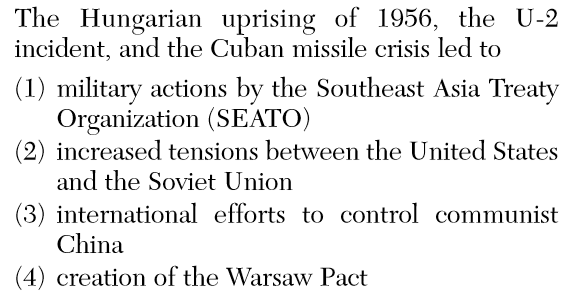 The Hungarian uprising of 1956, the U-2
incident, and the Cuban missile crisis led to
(1) military actions by the Southeast Asia Treaty
Organization (SEATO)
(2) increased tensions between the United States
and the Soviet Union
(3) international efforts to control communist
China
(4) creation of the Warsaw Pact